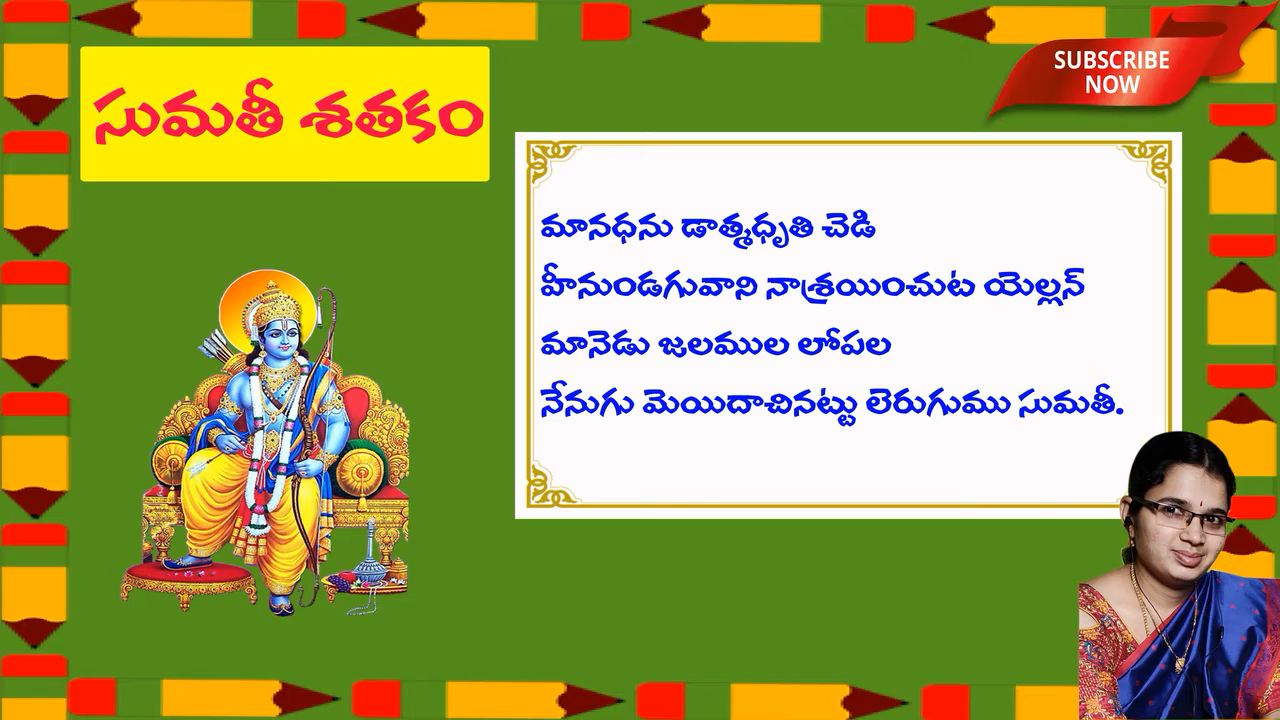 సుమతీ శతకం
SUBSCRIBE
NOW
మానధను డాత్మధృతి చెడి
హీనుండగువాని నాశ్రయించుట యెల్లన్
మానెడు జలముల లోపల
నేనుగు మెయిదాచినట్టు లెరుగుము సుమతీ.